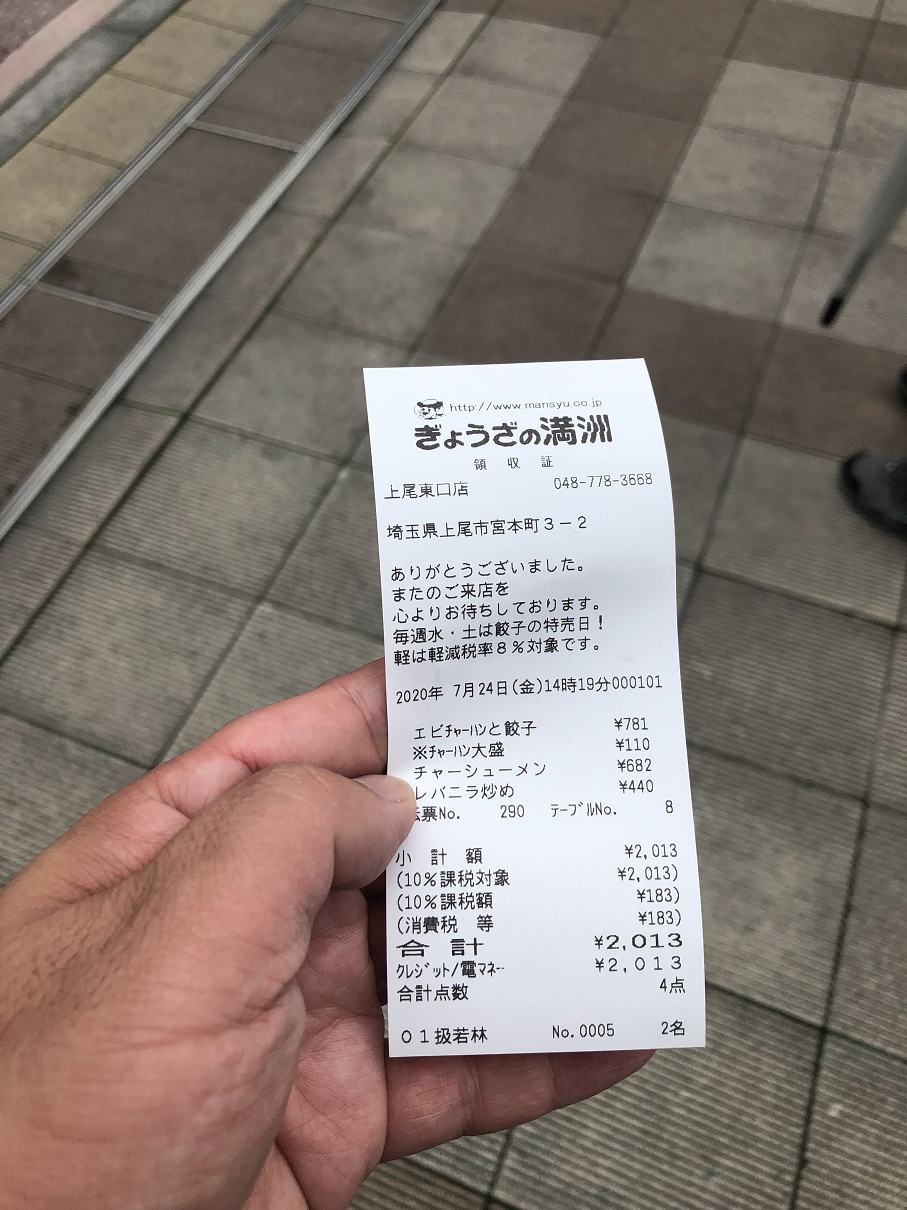 http://www.mansyu.co.jp
ぎょうざの満洲
領収証
上尾東口店 048-778-3668
埼玉県上尾市宮本町３－２
ありがとうございました。
またのご来店を
心よりお待ちしております。
毎週水・土は餃子の特売日！
軽は軽減税率８％対象です。
2020年 7月24日(金)14時19分000101
エビﾁｬｰﾊﾝと餃子 ¥781
※ﾁｬｰﾊﾝ大盛 ¥110
チャーシューメン ¥682
レバニラ炒め ¥440
伝票No. 290 ﾃｰﾌﾞﾙNo. 8
小計額 ¥2,013
(10％課税対象 ¥2,013)
(10％課税額 ¥183)
(消費税 等 ¥183)
合計 ¥2,013
ｸﾚｼﾞｯﾄ/電ﾏﾈｰ ¥2,013
合計点数 4点
０１扱若林 No.0005 2名